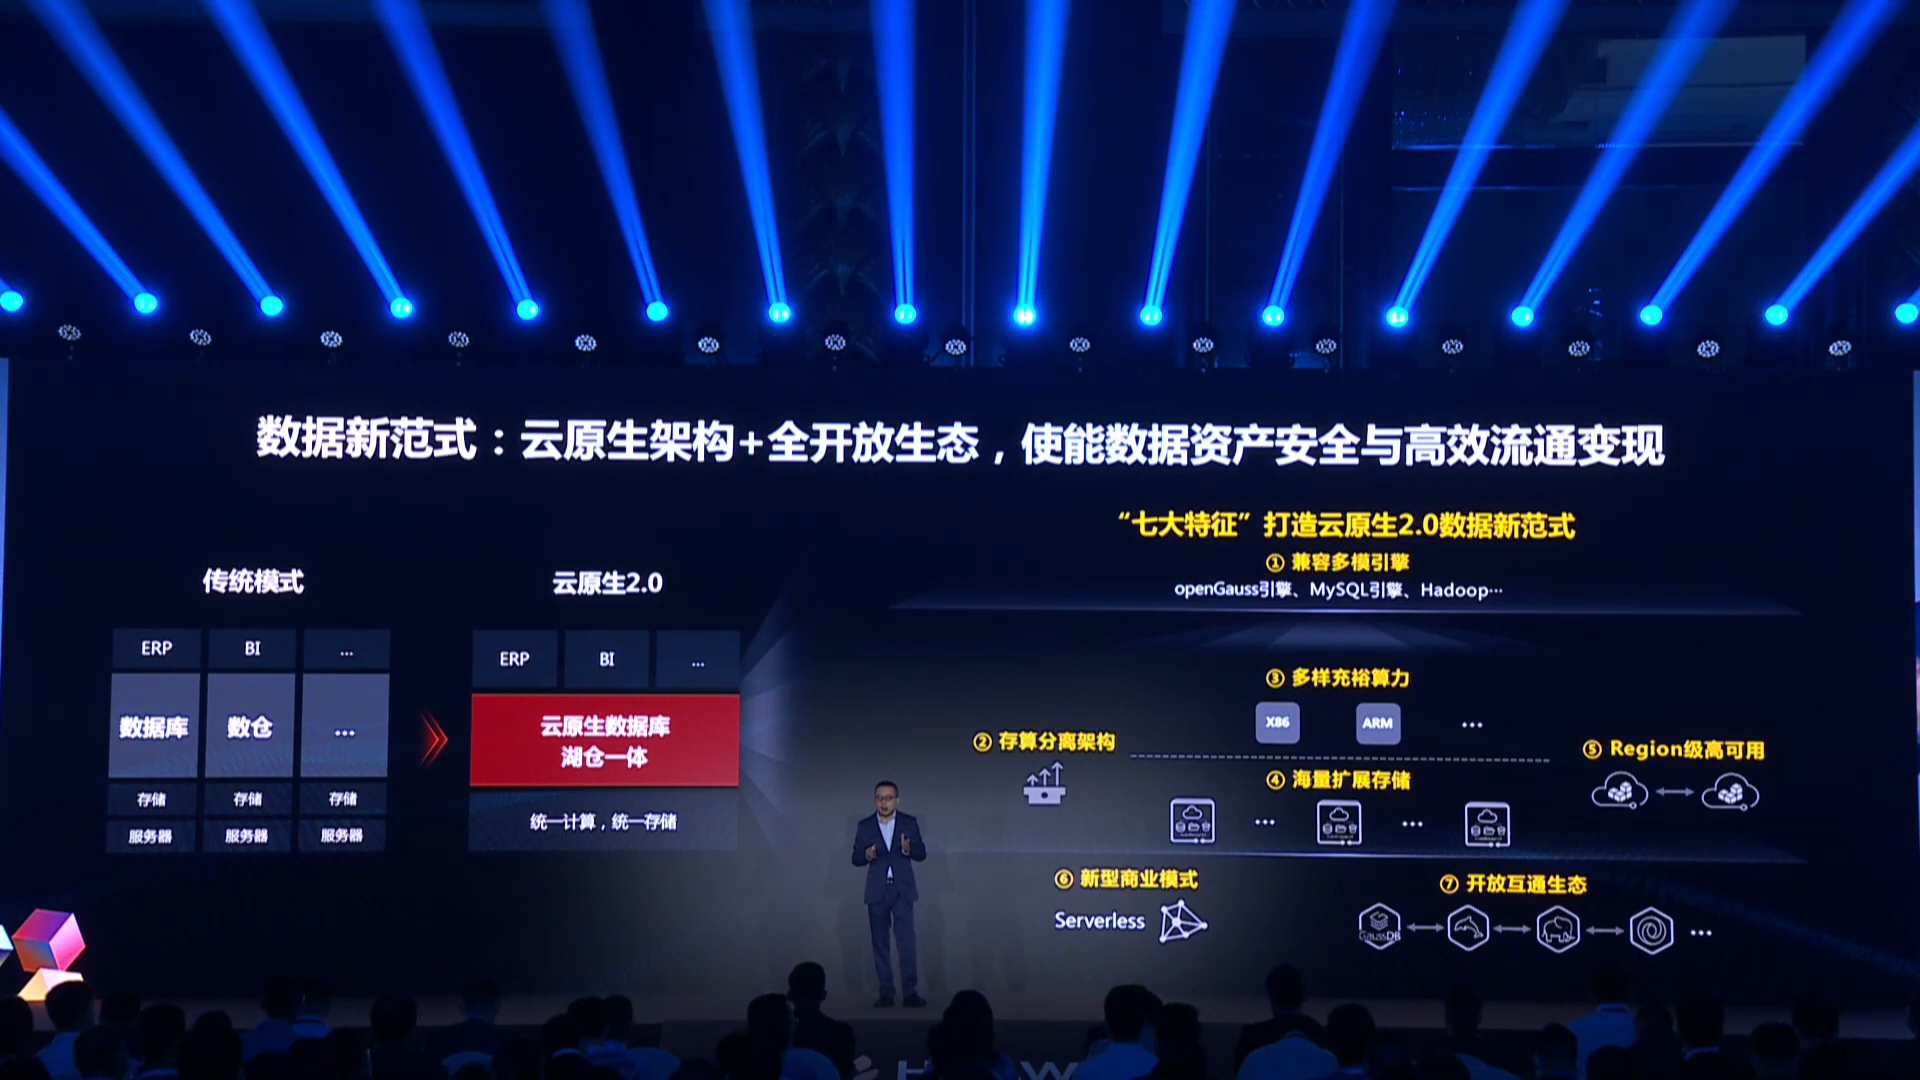 数据新范式：云原生架构+全开放生态，使能数据资产安全与高效流通变现
传统模式
ERP
BI
...
数据库
数仓
...
存储
存储
存储
服务器
服务器
服务器
云原生2.0
ERP
BI
...
云原生数据库
湖仓一体
统一计算，统一存储
“七大特征”打造云原生2.0数据新范式
① 兼容多模引擎
openGauss引擎、MySQL引擎、Hadoop···
② 存算分离架构
③ 多样充裕算力
X86
ARM
···
④ 海量扩展存储
···
···
⑤ Region级高可用
⑥ 新型商业模式
Serverless
⑦ 开放互通生态
GaussDB
···